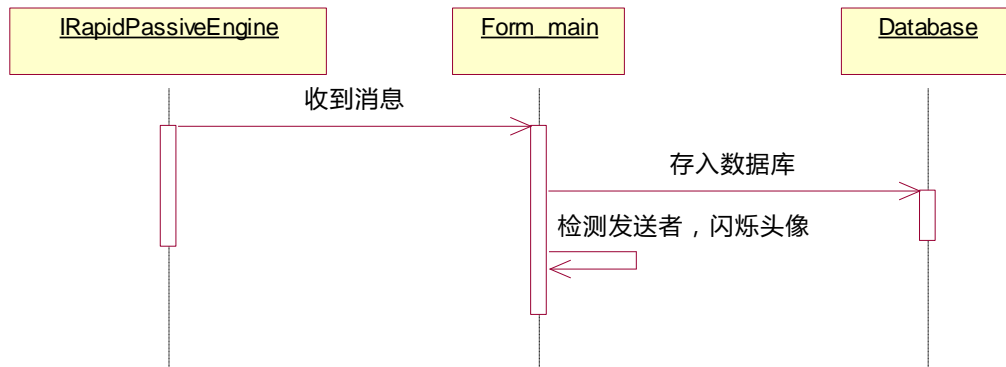 IRapidPassiveEngine
Form_main
Database
收到消息
存入数据库
检测发送者，闪烁头像